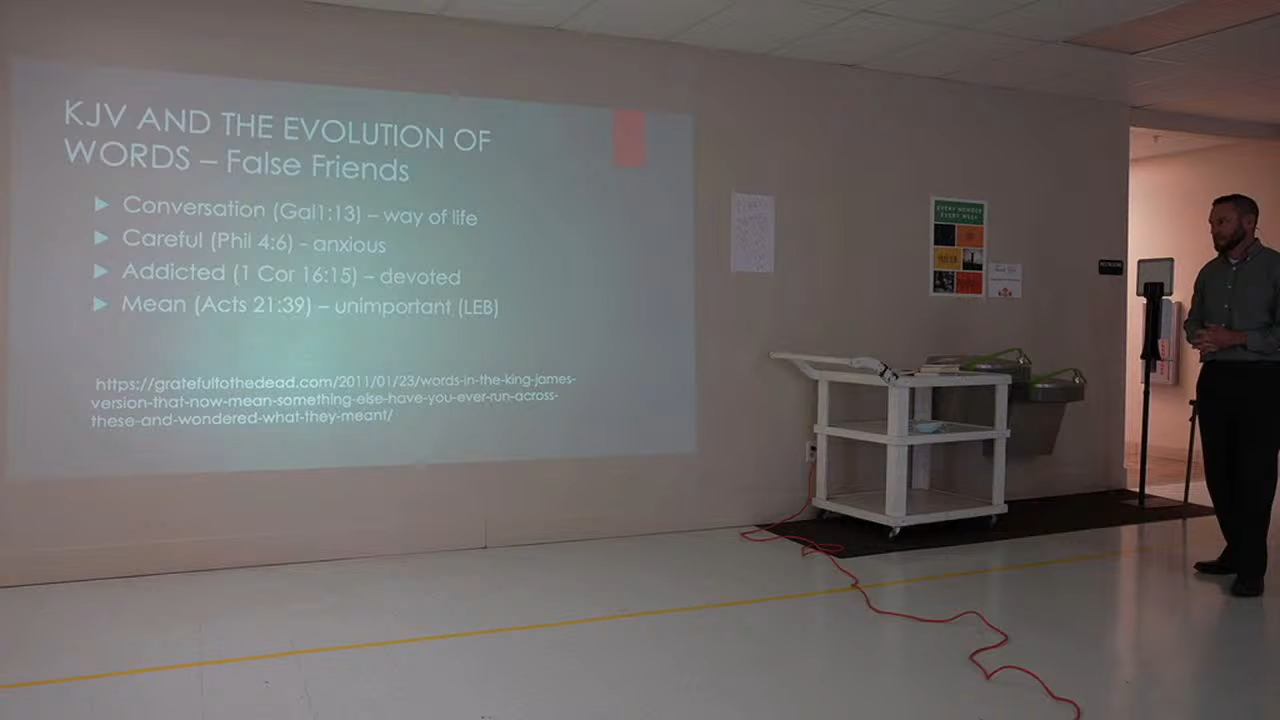 KJV AND THE EVOLUTION OF
WORDS – False Friends
Conversation (Gal1:13) – way of life
Careful (Phil 4:6) - anxious
Addicted (1 Cor 16:15) – devoted
Mean (Acts 21:39) – unimportant (LEB)
https://gratefultothedead.com/2011/01/23/words-in-the-king-james-
version-that-now-mean-something-else-have-you-ever-run-across-
these-and-wondered-what-they-meant/
EVERY MEMBER
EVERY WEEK